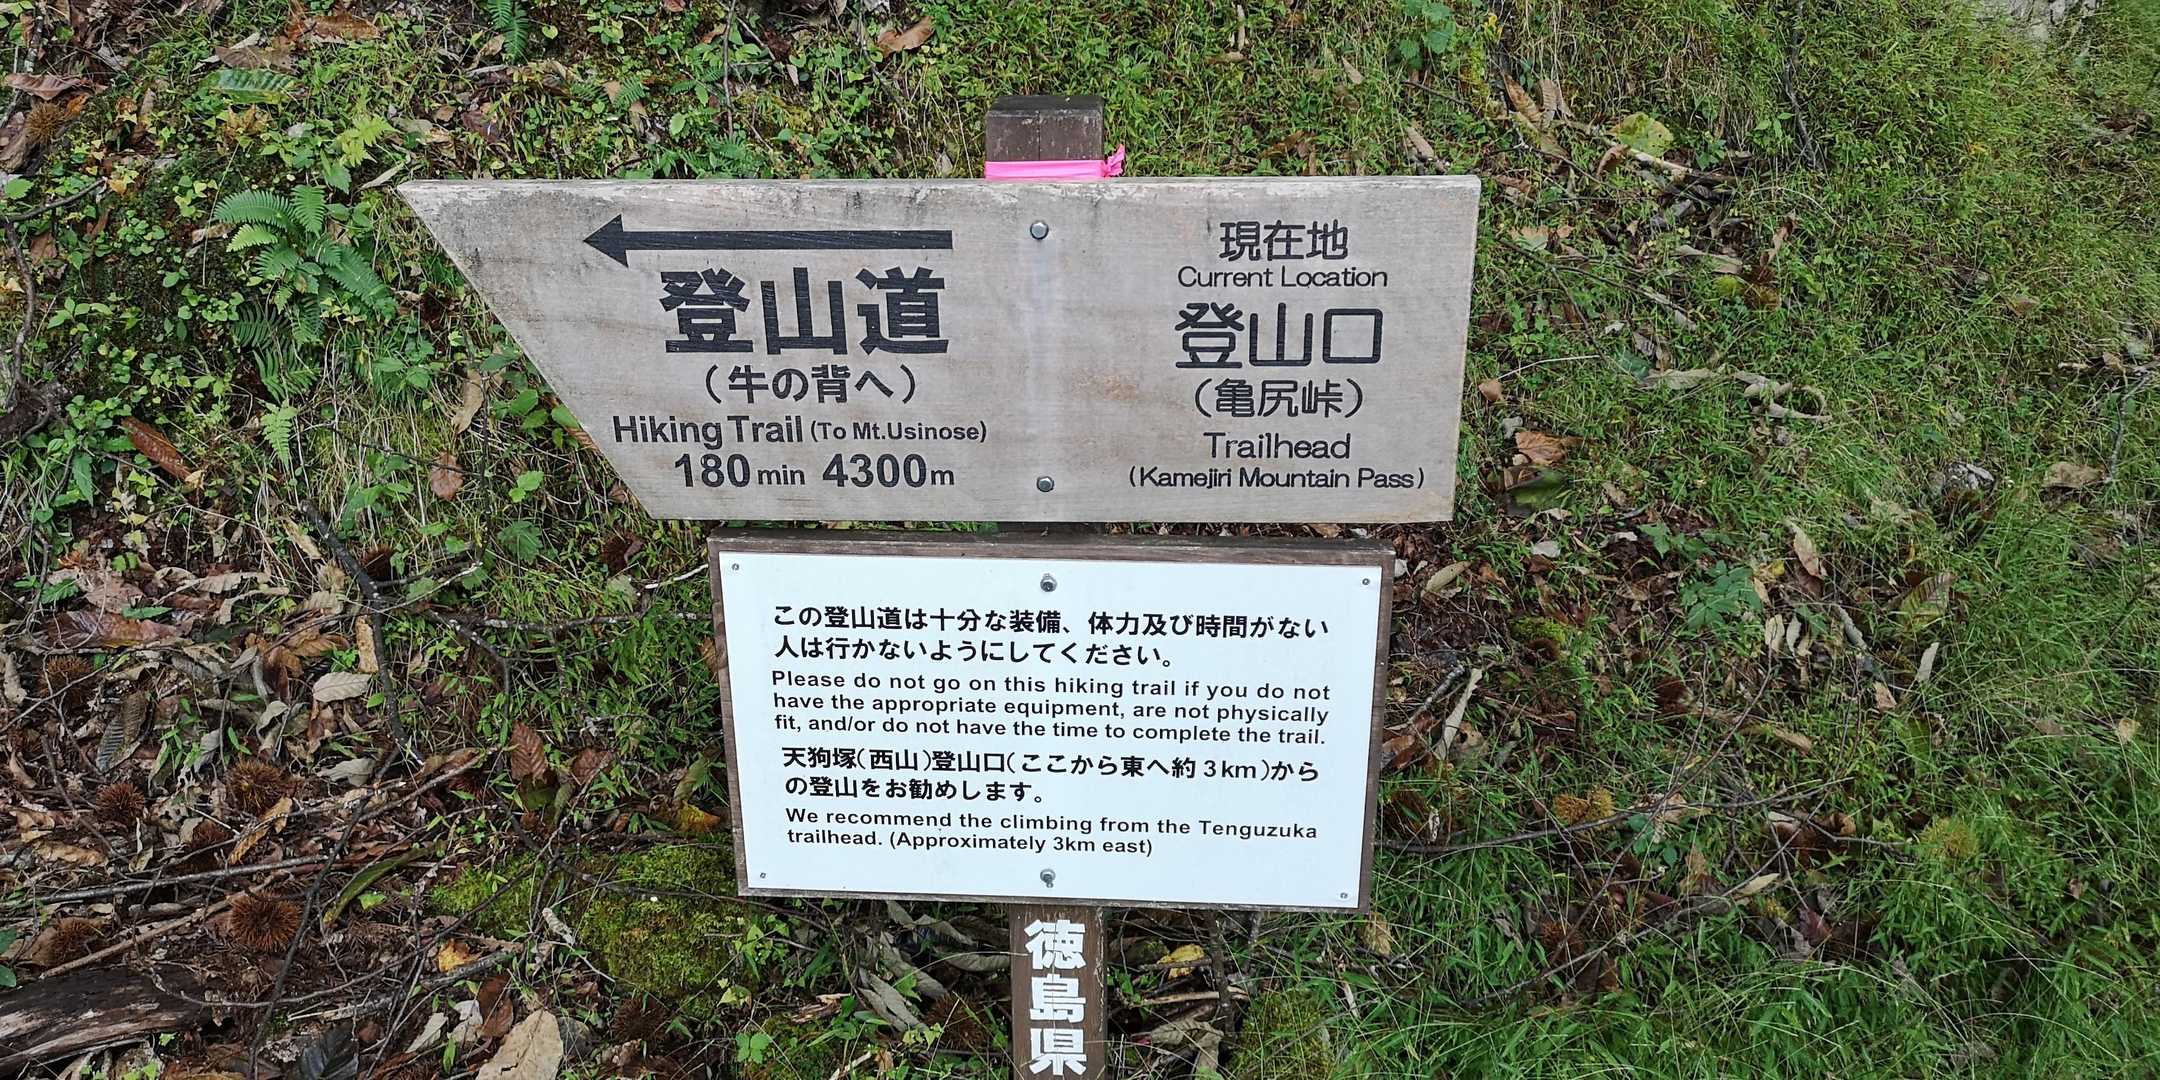 登山道
(牛の背へ)
Hiking Trail (To Mt.Usinose)
180min 4300m
現在地
Current Location
登山口
(亀尻峠)
Trailhead
(Kamejiri Mountain Pass)
この登山道は十分な装備、体力及び時間がない
人は行かないようにしてください。
Please do not go on this hiking trail if you do not
have the appropriate equipment, are not physically
fit, and/or do not have the time to complete the trail.
天狗塚(西山)登山口(ここから東へ約3km)から
の登山をお勧めします。
We recommend the climbing from the Tenguzuka
trailhead. (Approximately 3km east)
徳島県